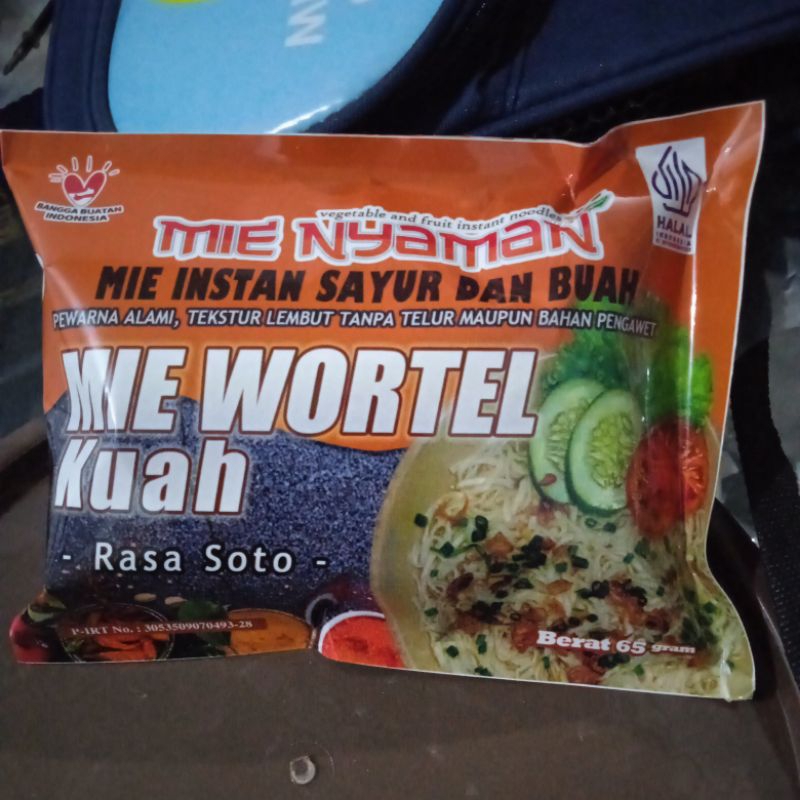 BANGGA BUATAN
INDONESIA
vegetable and fruit instant noodles
MIE NYAMAN
HALAL
MIE INSTAN SAYUR DAN BUAH
PEWARNA ALAMI, TEKSTUR LEMBUT TANPA TELUR MAUPUN BAHAN PENGAWET
MIE WORTEL
Kuah
- Rasa Soto -
P-IRT No. : 3053509070493-28
Berat 65 gram